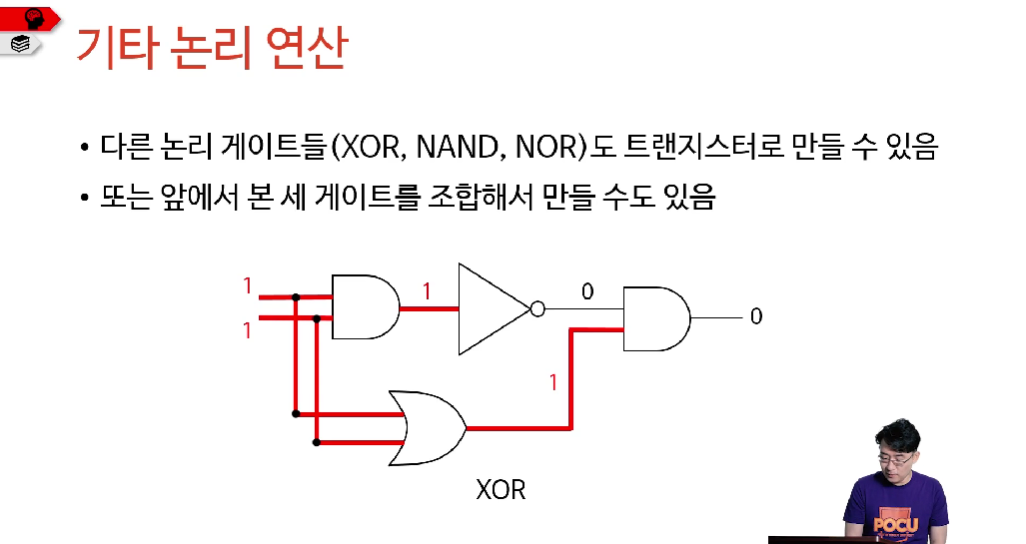 기타 논리 연산
• 다른 논리 게이트들(XOR, NAND, NOR)도 트랜지스터로 만들 수 있음
• 또는 앞에서 본 세 게이트를 조합해서 만들 수도 있음
1
1
1
0
0
1
XOR
POCU